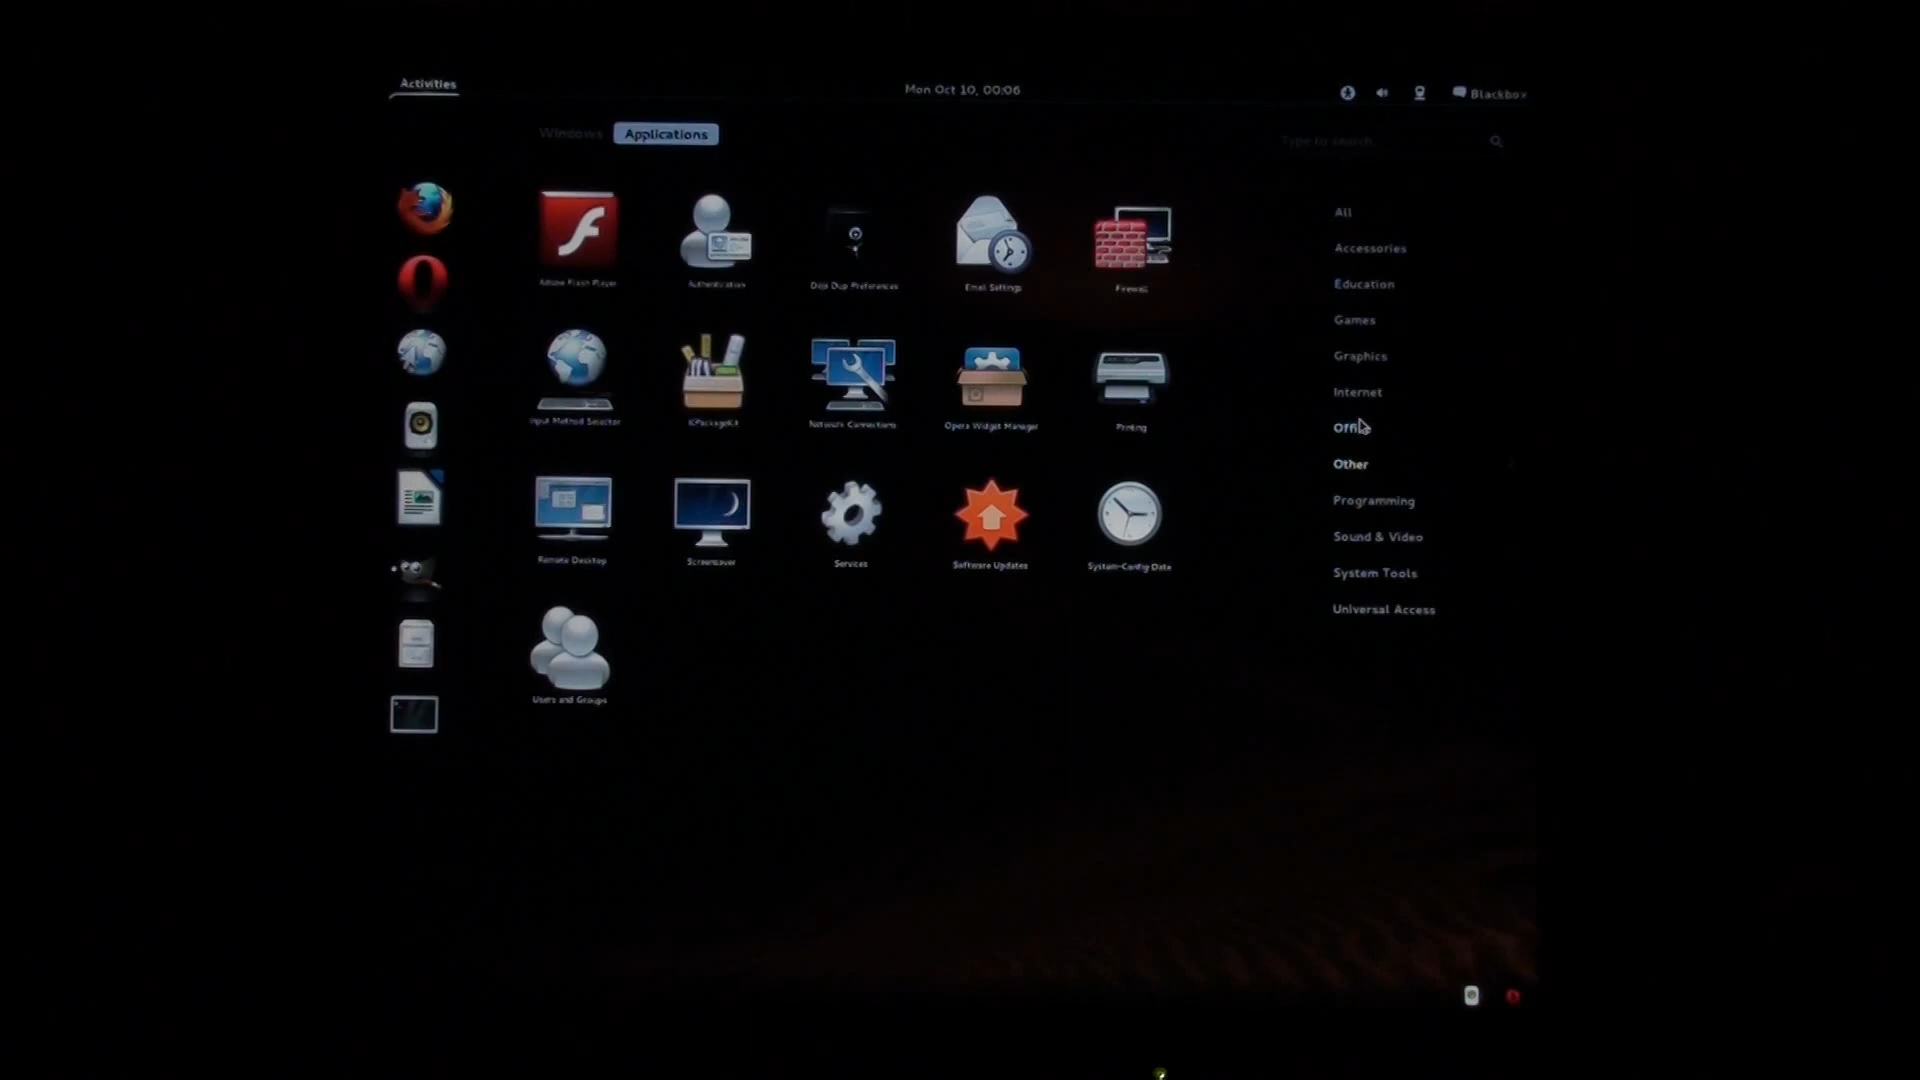 Activities
Mon Oct 10, 00:06
Blackbox
Windows
Applications
Type to search...
Adobe Flash Player
Authentication
Déjà Dup Preferences
Email Settings
Firewall
Input Method Selector
KPackageKit
Network Connections
Opera Widget Manager
Printing
Remote Desktop
Screensaver
Services
Software Updates
System-Config-Date
Users and Groups
All
Accessories
Education
Games
Graphics
Internet
Office
Other
Programming
Sound & Video
System Tools
Universal Access